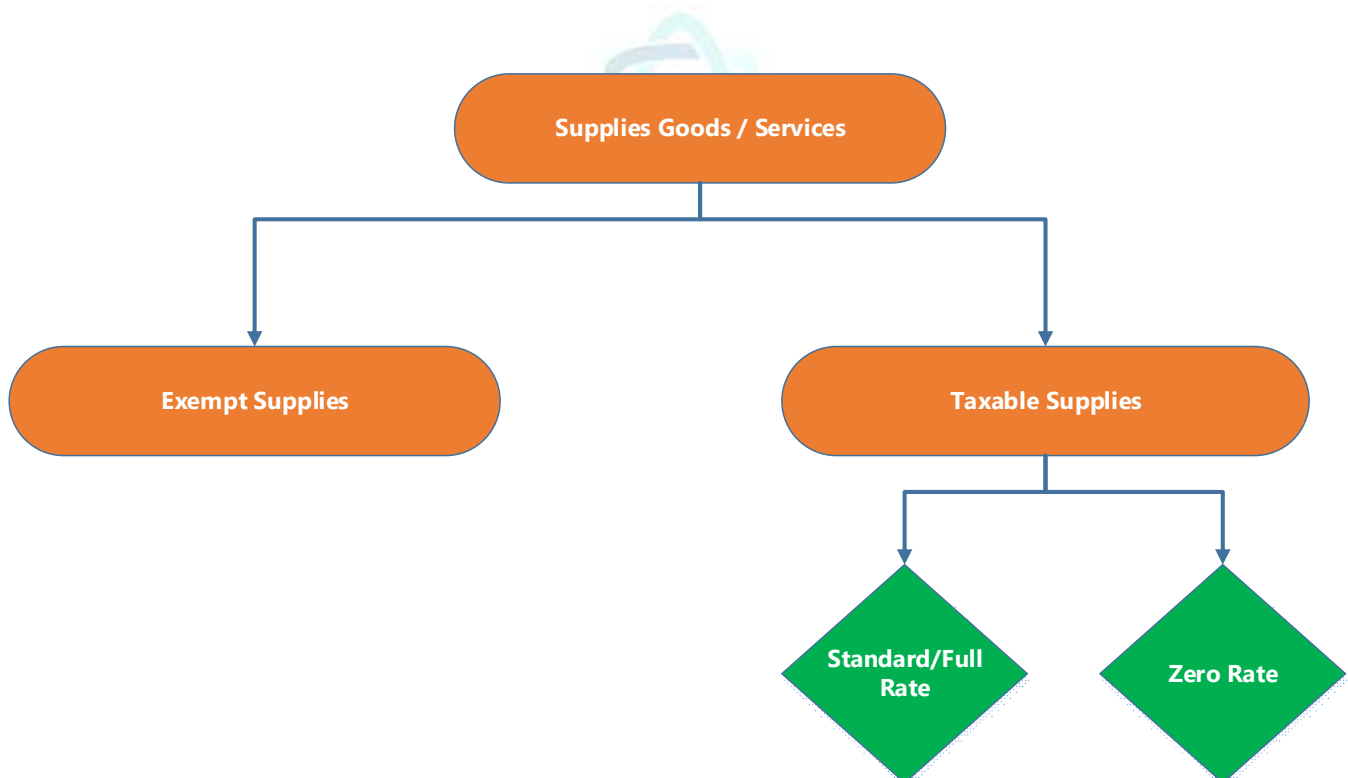 Supplies Goods / Services
Exempt Supplies
Taxable Supplies
Standard/Full
Rate
Zero Rate